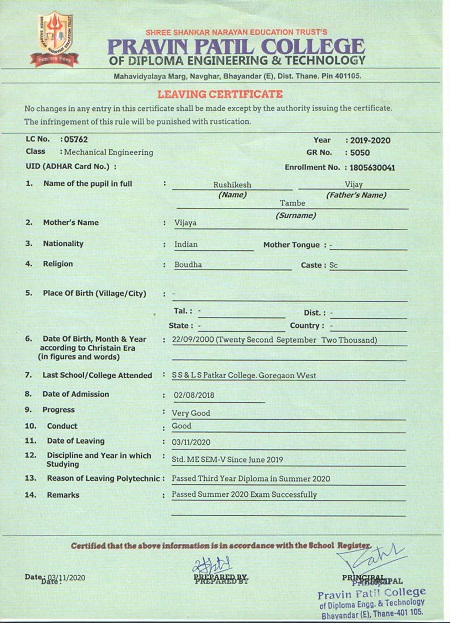 SHREE SHANKAR NARAYAN EDUCATION TRUST'S
PRAVIN PATIL COLLEGE
OF DIPLOMA ENGINEERING & TECHNOLOGY
Mahavidyalaya Marg, Navghar, Bhayandar (E), Dist. Thane. Pin 401105.
LEAVING CERTIFICATE
No changes in any entry in this certificate shall be made except by the authority issuing the certificate.
The infringement of this rule will be punished with rustication.
LC No. : 05762 Year : 2019-2020
Class : Mechanical Engineering GR No. : 5050
UID (ADHAR Card No.) : Enrollment No. : 1805630041
1. Name of the pupil in full : Rushikesh Vijay
(Name) (Father's Name)
Tambe
(Surname)
2. Mother's Name : Vijaya
3. Nationality : Indian Mother Tongue : -
4. Religion : Boudha Caste : Sc
5. Place Of Birth (Village/City) : -
Tal. : - Dist. : -
State : - Country : -
6. Date Of Birth, Month & Year : 22/09/2000 (Twenty Second September Two Thousand)
according to Christain Era
(in figures and words)
7. Last School/College Attended : S S & L S Patkar College. Goregaon West
8. Date of Admission : 02/08/2018
9. Progress : Very Good
10. Conduct : Good
11. Date of Leaving : 03/11/2020
12. Discipline and Year in which : Std. ME SEM-V Since June 2019
Studying
13. Reason of Leaving Polytechnic : Passed Third Year Diploma in Summer 2020
14. Remarks : Passed Summer 2020 Exam Successfully
Certified that the above information is in accordance with the School Register.
Date : 03/11/2020 PREPARED BY PRINCIPAL
Date : PREPARED BY PRINCIPAL
Pravin Patil College
of Diploma Engg. & Technology
Bhayandar (E), Thane-401 105.